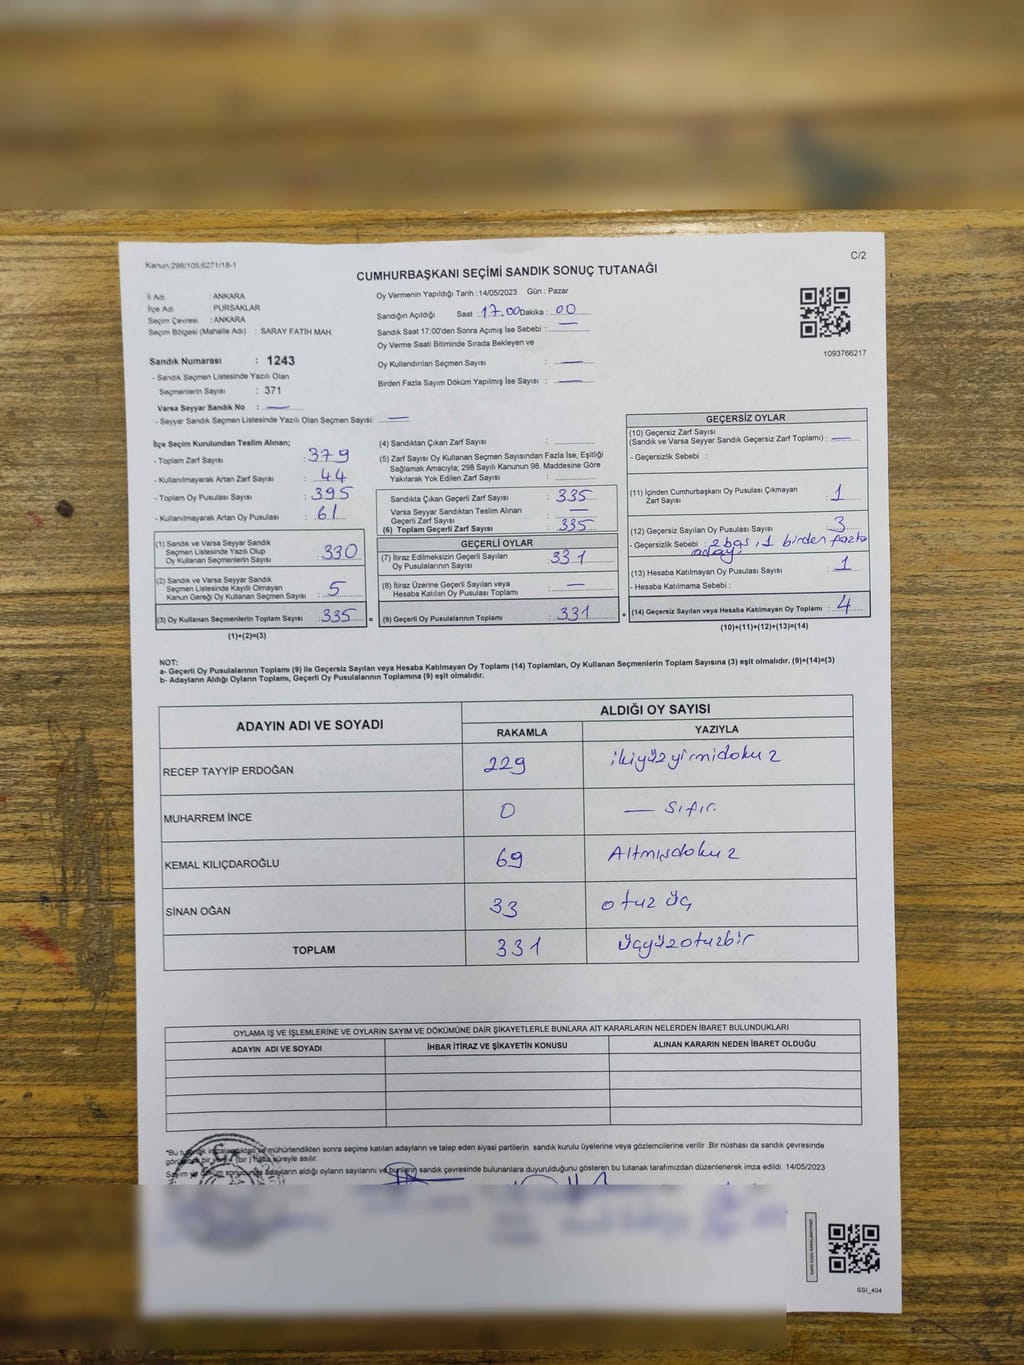 Kanun;298/105;6271/18-1
C/2
CUMHURBAŞKANI SEÇİMİ SANDIK SONUÇ TUTANAĞI
İl Adı : ANKARA
İlçe Adı : PURSAKLAR
Seçim Çevresi : ANKARA
Seçim Bölgesi (Mahalle Adı) : SARAY FATİH MAH.
Sandık Numarası : 1243
- Sandık Seçmen Listesinde Yazılı Olan
Seçmenlerin Sayısı : 371
Varsa Seyyar Sandık No : —
- Seyyar Sandık Seçmen Listesinde Yazılı Olan Seçmen Sayısı: —
Oy Vermenin Yapıldığı Tarih :14/05/2023 Gün : Pazar
Sandığın Açıldığı Saat : 17.00 Dakika : 00
Sandık Saat 17:00'den Sonra Açımış İse Sebebi : —
Oy Verme Saati Bitiminde Sırada Bekleyen ve
Oy Kullandırılan Seçmen Sayısı : —
Birden Fazla Sayım Döküm Yapılmış İse Sayısı : —
1093766217
İlçe Seçim Kurulundan Teslim Alınan;
- Toplam Zarf Sayısı : 379
- Kullanılmayarak Artan Zarf Sayısı : 44
- Toplam Oy Pusulası Sayısı : 395
- Kullanılmayarak Artan Oy Pusulası : 61
(1) Sandık ve Varsa Seyyar Sandık
Seçmen Listesinde Yazılı Olup
Oy Kullanan Seçmenlerin Sayısı : 330
(2) Sandık ve Varsa Seyyar Sandık
Seçmen Listesinde Kayıtlı Olmayan
Kanun Gereği Oy Kullanan Seçmen Sayısı : 5
(3) Oy Kullanan Seçmenlerin Toplam Sayısı : 335 =
(1)+(2)=(3)
(4) Sandıktan Çıkan Zarf Sayısı :
(5) Zarf Sayısı Oy Kullanan Seçmen Sayısından Fazla İse, Eşitliği
Sağlamak Amacıyla; 298 Sayılı Kanunun 98. Maddesine Göre
Yakılarak Yok Edilen Zarf Sayısı :
Sandıkta Çıkan Geçerli Zarf Sayısı : 335
Varsa Seyyar Sandıktan Teslim Alınan
Geçerli Zarf Sayısı : —
(6) Toplam Geçerli Zarf Sayısı : 335
GEÇERLİ OYLAR
(7) İtiraz Edilmeksizin Geçerli Sayılan
Oy Pusulalarının Sayısı : 331
(8) İtiraz Üzerine Geçerli Sayılan veya
Hesaba Katılan Oy Pusulası Toplamı : —
(9) Geçerli Oy Pusulalarının Toplamı : 331 +
GEÇERSİZ OYLAR
(10) Geçersiz Zarf Sayısı
(Sandık ve Varsa Seyyar Sandık Geçersiz Zarf Toplamı) : —
- Geçersizlik Sebebi :
(11) İçinden Cumhurbaşkanı Oy Pusulası Çıkmayan
Zarf Sayısı : 1
(12) Geçersiz Sayılan Oy Pusulası Sayısı : 3
- Geçersizlik Sebebi : 2 boş, 1 birden fazla
aday
(13) Hesaba Katılmayan Oy Pusulası Sayısı : 1
- Hesaba Katılmama Sebebi :
(14) Geçersiz Sayılan veya Hesaba Katılmayan Oy Toplamı : 4
(10)+(11)+(12)+(13)=(14)
NOT:
a- Geçerli Oy Pusulalarının Toplamı (9) ile Geçersiz Sayılan veya Hesaba Katılmayan Oy Toplamı (14) Toplamları, Oy Kullanan Seçmenlerin Toplam Sayısına (3) eşit olmalıdır. (9)+(14)=(3)
b- Adayların Aldığı Oyların Toplamı, Geçerli Oy Pusulalarının Toplamına (9) eşit olmalıdır.
ADAYIN ADI VE SOYADI ALDIĞI OY SAYISI
RAKAMLA YAZIYLA
RECEP TAYYİP ERDOĞAN 229 ikiyüzyirmidokuz
MUHARREM İNCE 0 — sıfır
KEMAL KILIÇDAROĞLU 69 Altmışdokuz
SİNAN OĞAN 33 otuz üç
TOPLAM 331 üçyüzotuzbir
OYLAMA İŞ VE İŞLEMLERİNE VE OYLARIN SAYIM VE DÖKÜMÜNE DAİR ŞİKAYETLERLE BUNLARA AİT KARARLARIN NELERDEN İBARET BULUNDUKLARI
ADAYIN ADI VE SOYADI İHBAR İTİRAZ VE ŞİKAYETİN KONUSU ALINAN KARARIN NEDEN İBARET OLDUĞU
*Bu mühürlendikten sonra seçime katılan adayların ve talep eden siyasi partilerin sandık kurulu üyelerine veya gözlemcilerine verilir .Bir nüshası da sandık çevresinde
(bir) hafta süreyle asılır.
Sayım ve adayların aldığı oyların sayılarını ve bunların sandık çevresinde bulunanlara duyurulduğunu gösteren bu tutanak tarafımızdan düzenlenerek imza edildi. 14/05/2023
SSI_404